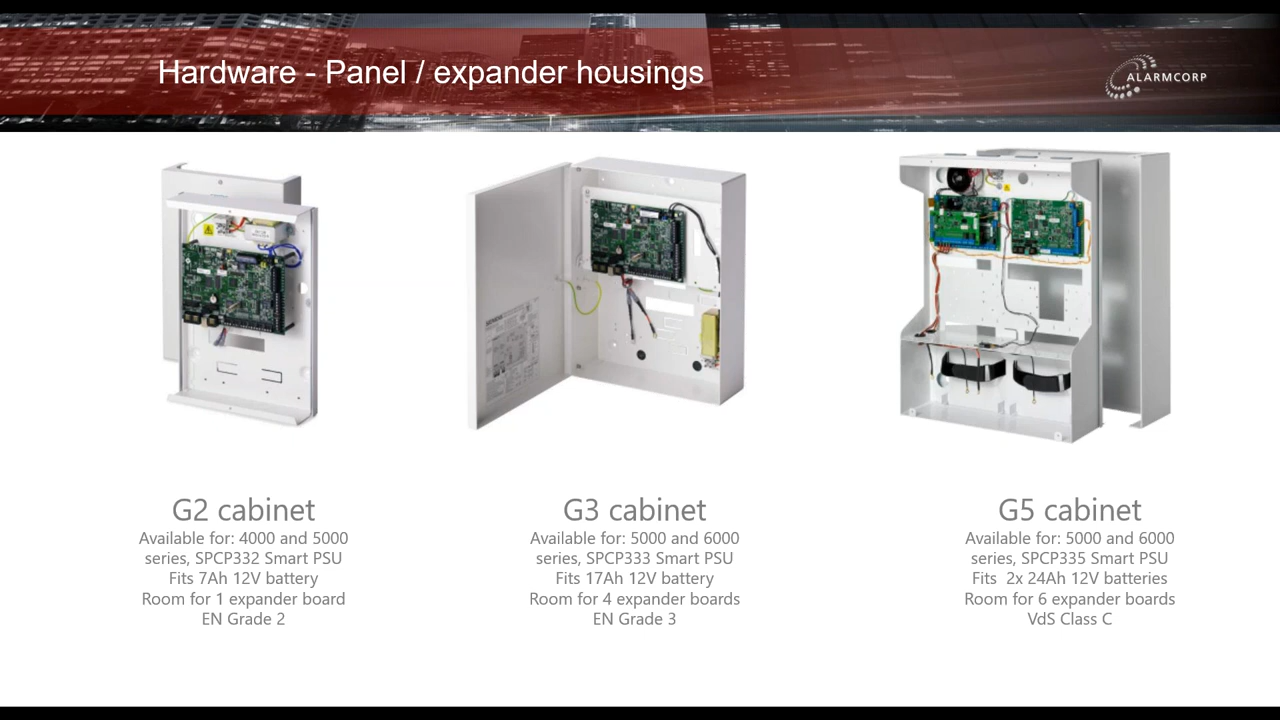 Hardware - Panel / expander housings
ALARMCORP
G2 cabinet
Available for: 4000 and 5000
series, SPCP332 Smart PSU
Fits 7Ah 12V battery
Room for 1 expander board
EN Grade 2
G3 cabinet
Available for: 5000 and 6000
series, SPCP333 Smart PSU
Fits 17Ah 12V battery
Room for 4 expander boards
EN Grade 3
G5 cabinet
Available for: 5000 and 6000
series, SPCP335 Smart PSU
Fits  2x 24Ah 12V batteries
Room for 6 expander boards
VdS Class C